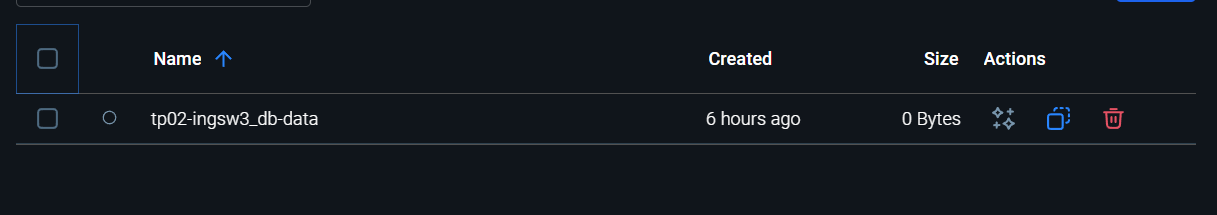 Name Created Size Actions
tp02-ingsw3_db-data 6 hours ago 0 Bytes